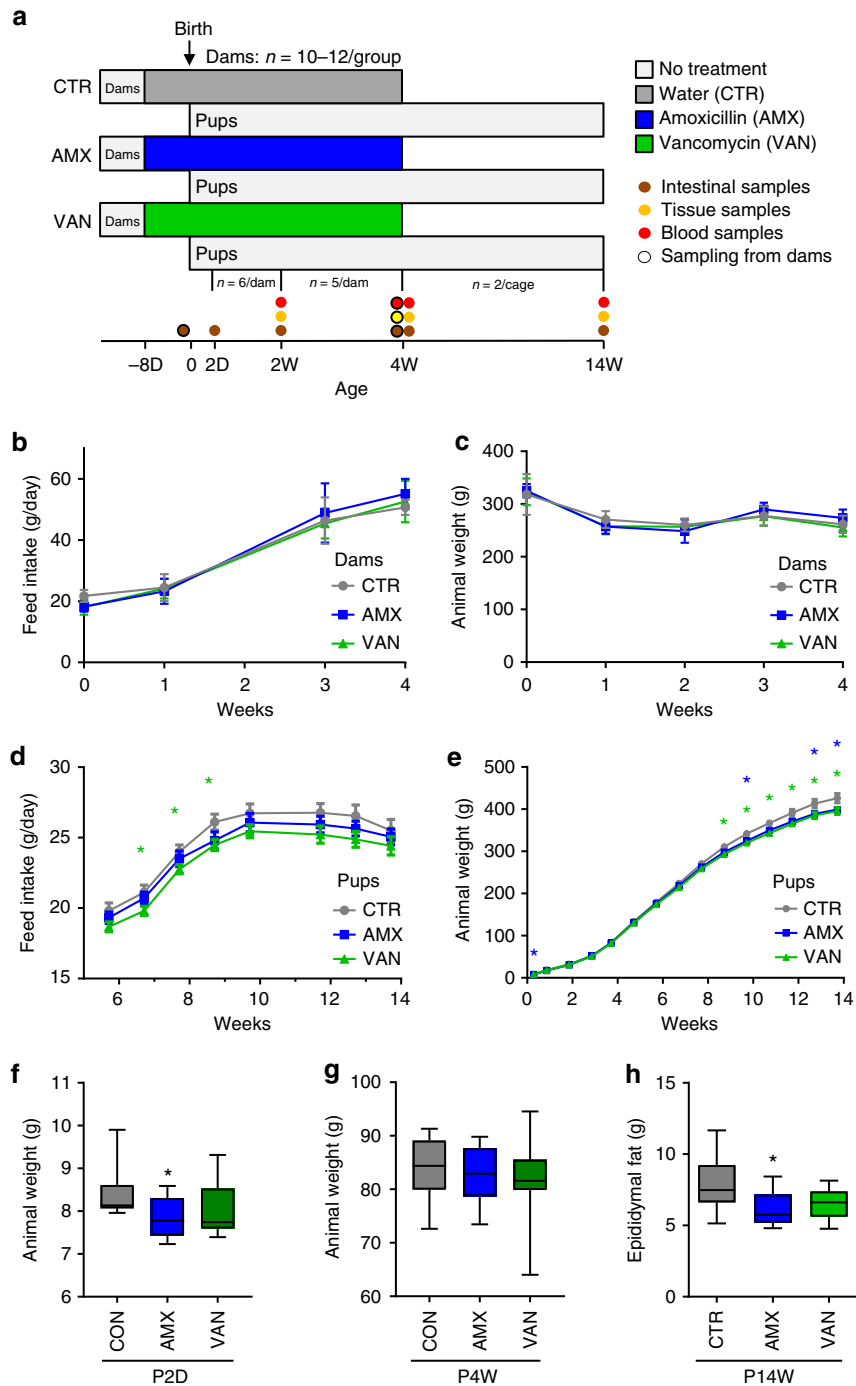 a
Birth
Dams: n = 10–12/group
CTR
Dams
Pups
AMX
Dams
Pups
VAN
Dams
Pups
n = 6/dam
n = 5/dam
n = 2/cage
–8D
0
2D
2W
4W
14W
Age
No treatment
Water (CTR)
Amoxicillin (AMX)
Vancomycin (VAN)
Intestinal samples
Tissue samples
Blood samples
Sampling from dams
b
Feed intake (g/day)
60
40
20
0
0 1 3 4
Weeks
Dams
CTR
AMX
VAN
c
Animal weight (g)
400
300
200
100
0
0 1 2 3 4
Weeks
Dams
CTR
AMX
VAN
d
Feed intake (g/day)
30
25
20
15
6 8 10 12 14
Weeks
* * *
Pups
CTR
AMX
VAN
e
Animal weight (g)
500
400
300
200
100
0
0 2 4 6 8 10 12 14
Weeks
* * * *
* * * * * *
Pups
CTR
AMX
VAN
f
Animal weight (g)
11
10
9
8
7
6
*
CON
AMX
VAN
P2D
g
Animal weight (g)
100
90
80
70
60
CON
AMX
VAN
P4W
h
Epididymal fat (g)
15
10
5
0
*
CTR
AMX
VAN
P14W